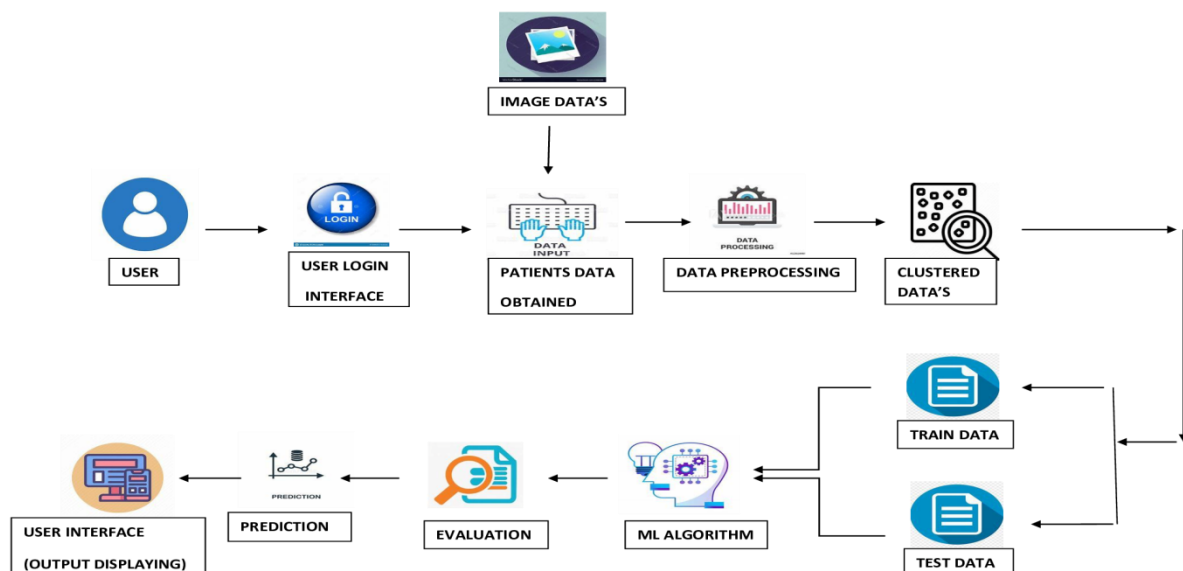 IMAGE DATA'S
LOGIN
DATA
INPUT
DATA
PROCESSING
USER
USER LOGIN
INTERFACE
PATIENTS DATA
OBTAINED
DATA PREPROCESSING
CLUSTERED
DATA'S
TRAIN DATA
PREDICTION
USER INTERFACE
(OUTPUT DISPLAYING)
PREDICTION
EVALUATION
ML ALGORITHM
TEST DATA